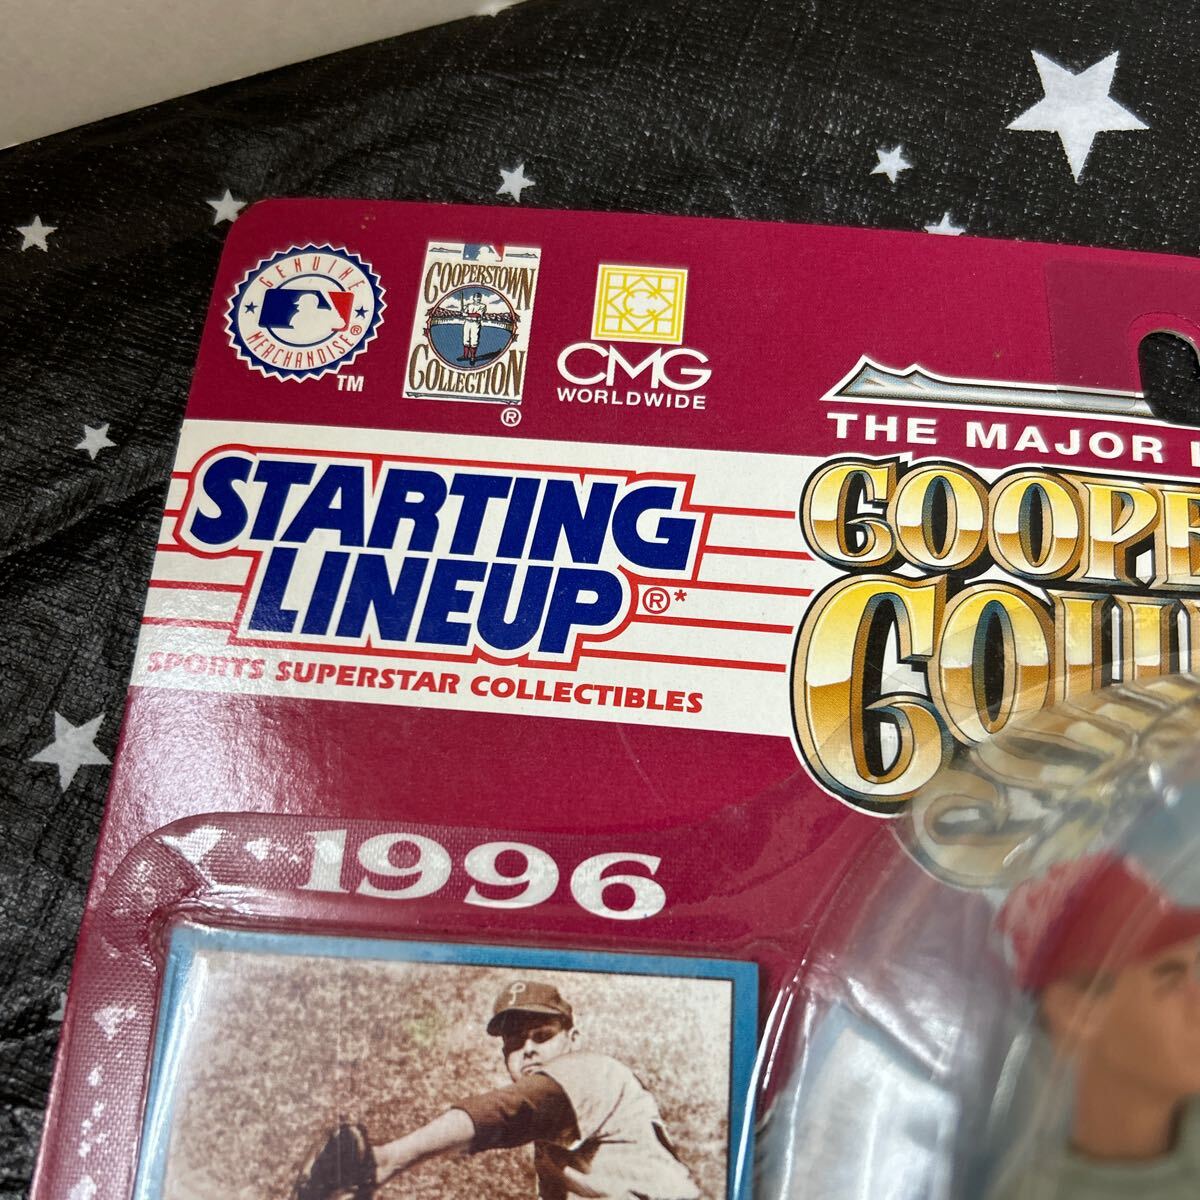 GENUINE
MERCHANDISE®
TM
COOPERSTOWN
COLLECTION
®
CMG
WORLDWIDE
THE MAJOR
STARTING
LINEUP®*
SPORTS SUPERSTAR COLLECTIBLES
1996